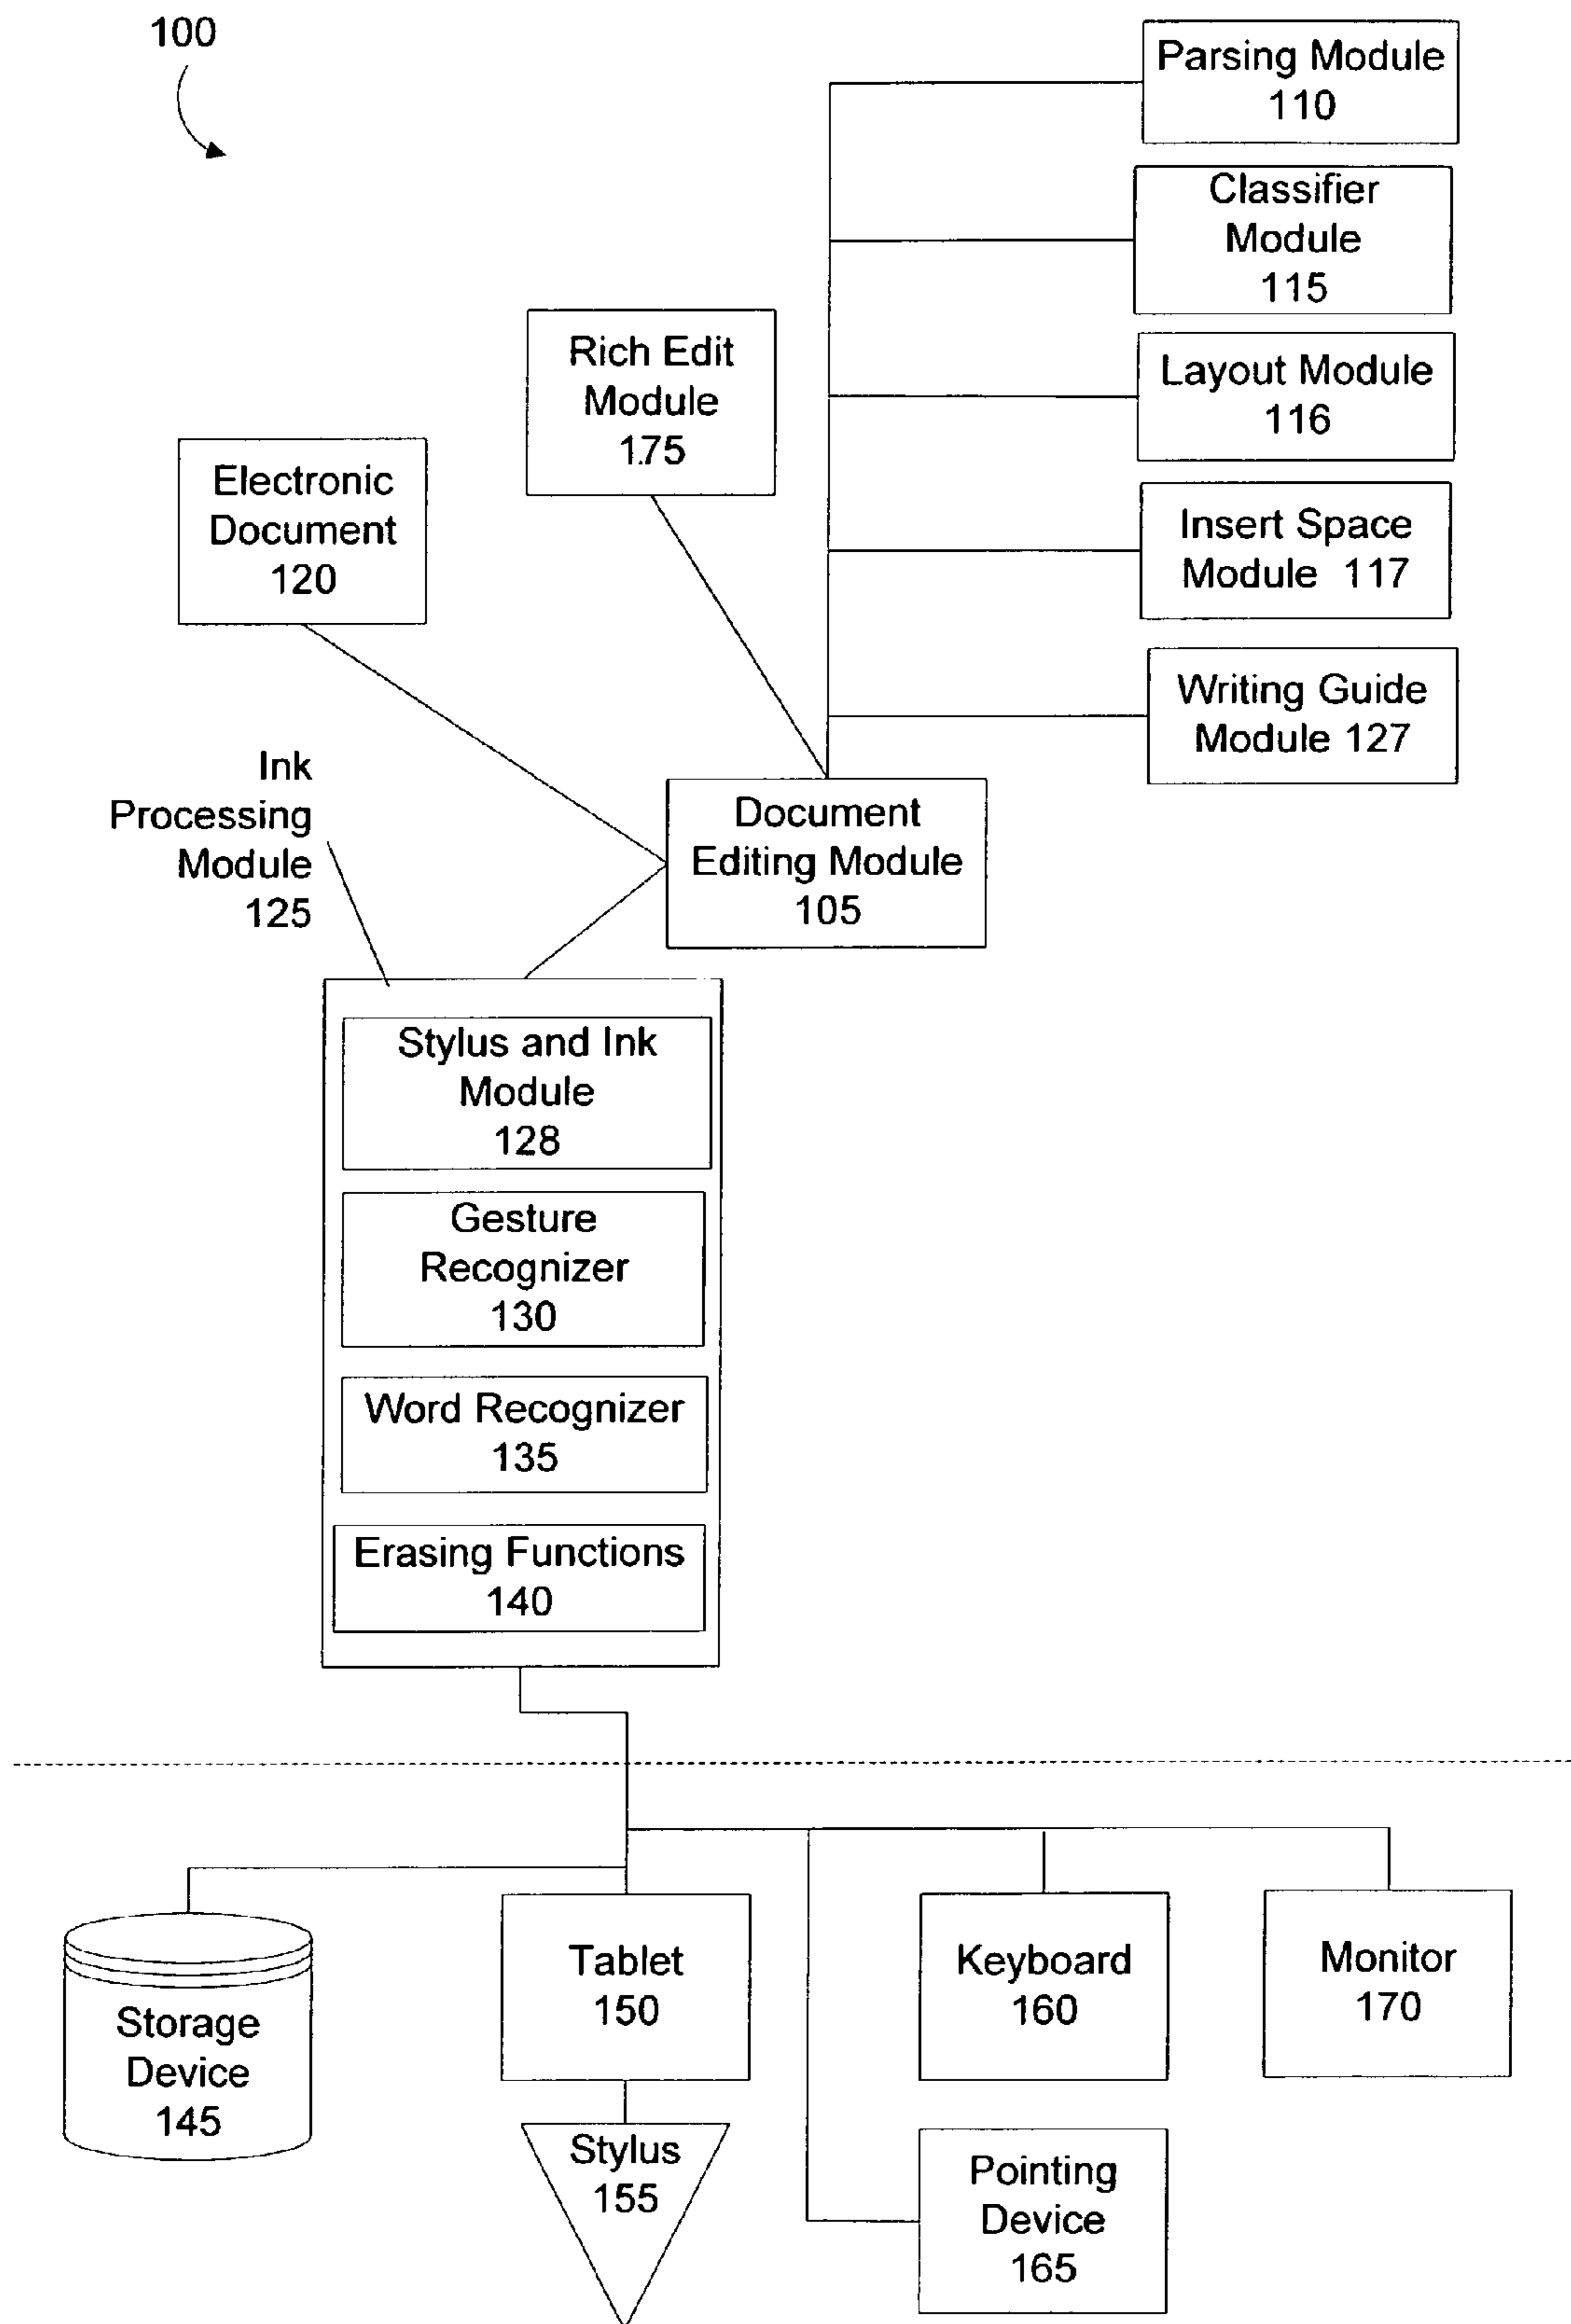 100
Parsing Module
110
Classifier
Module
115
Layout Module
116
Insert Space
Module 117
Writing Guide
Module 127
Rich Edit
Module
175
Electronic
Document
120
Document
Editing Module
105
Ink
Processing
Module
125
Stylus and Ink
Module
128
Gesture
Recognizer
130
Word Recognizer
135
Erasing Functions
140
Storage
Device
145
Tablet
150
Stylus
155
Keyboard
160
Monitor
170
Pointing
Device
165